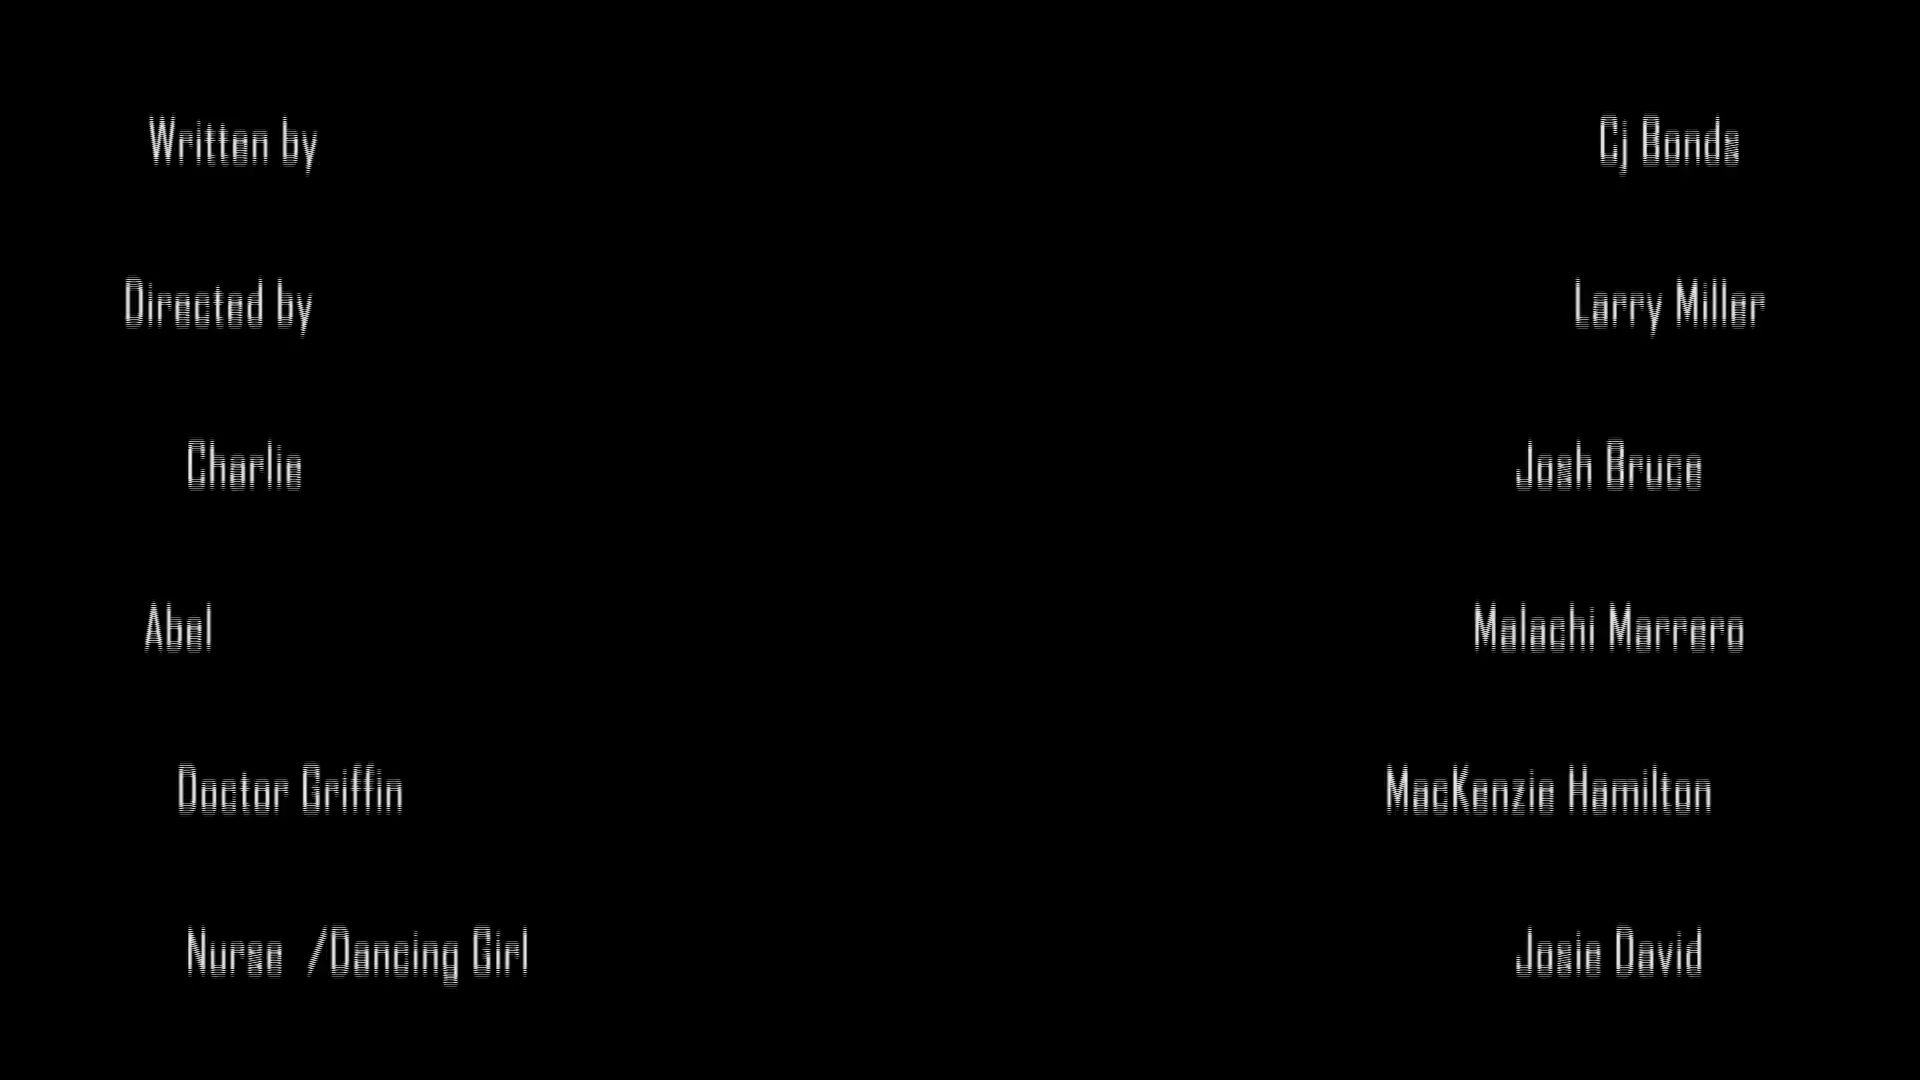 Written by Cj Bonds
Directed by Larry Miller
Charlie Josh Bruce
Abel Malachi Marrero
Doctor Griffin MacKenzie Hamilton
Nurse /Dancing Girl Josie David